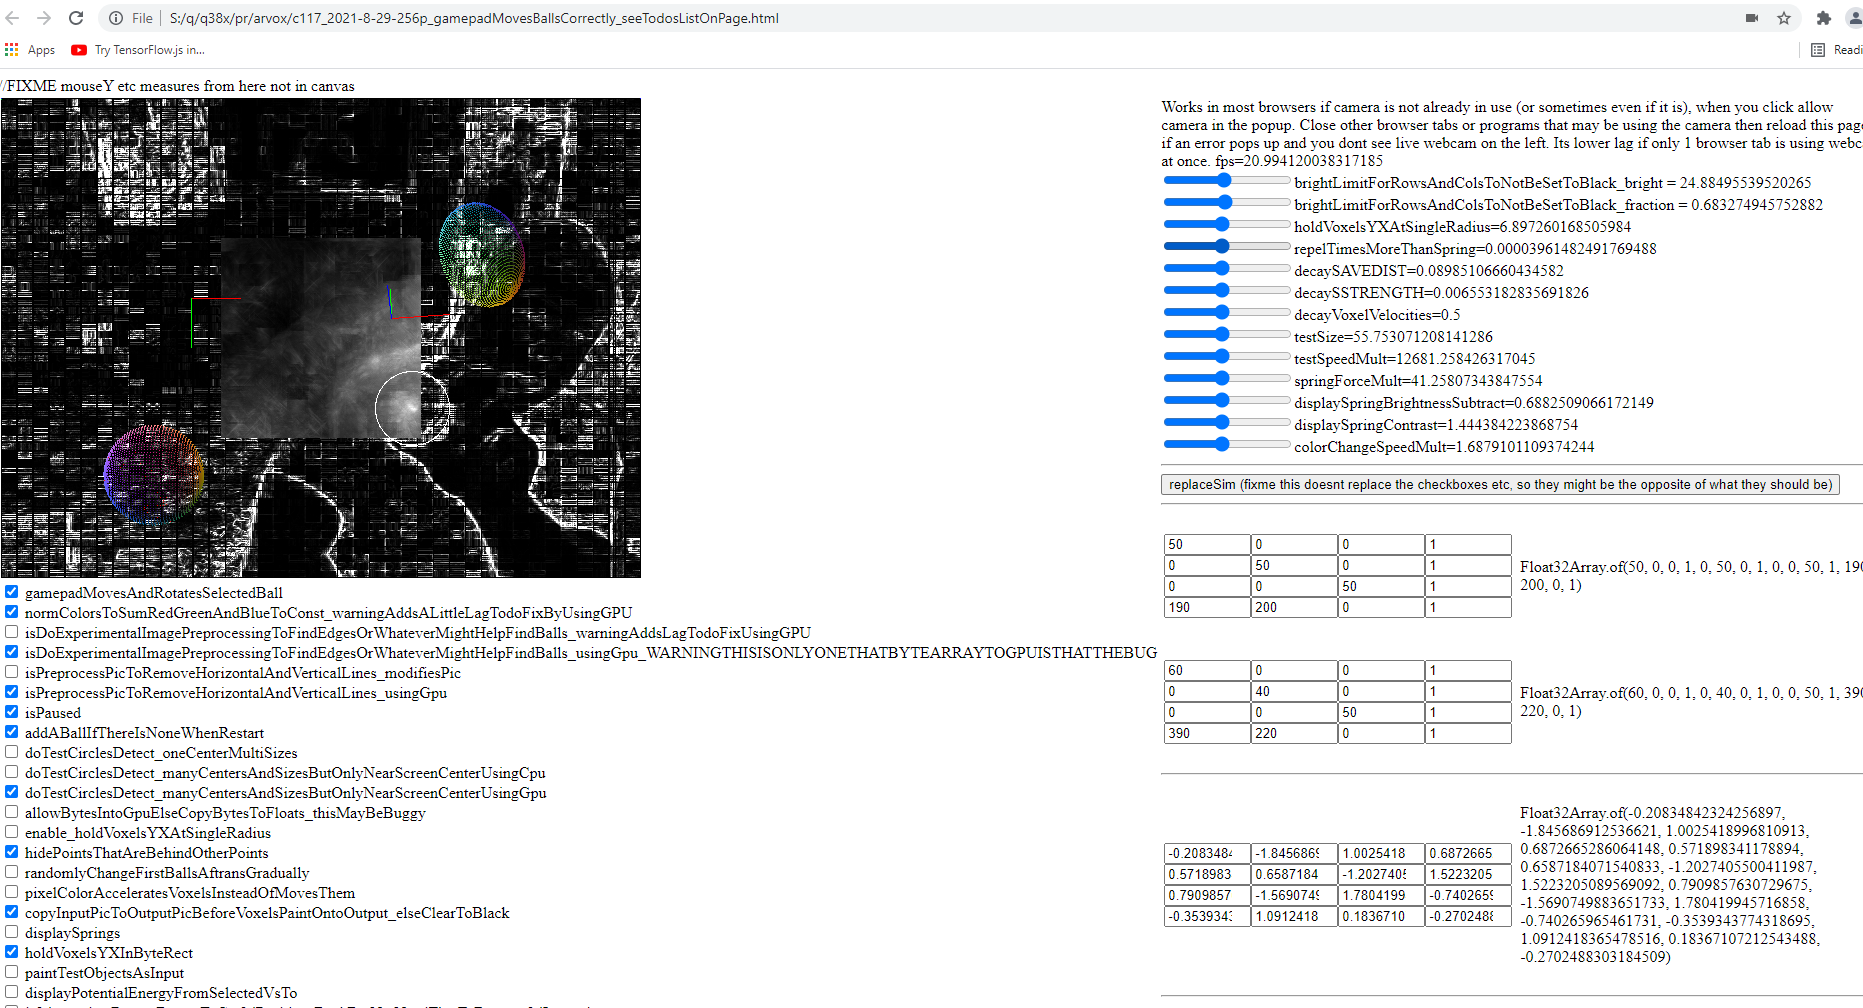 File
S:/q/q38x/pr/arvox/c117_2021-8-29-256p_gamepadMovesBallsCorrectly_seeTodosListOnPage.html
Apps
Try TensorFlow.js in...
//FIXME mouseY etc measures from here not in canvas
gamepadMovesAndRotatesSelectedBall
normColorsToSumRedGreenAndBlueToConst_warningAddsALittleLagTodoFixByUsingGPU
isDoExperimentalImagePreprocessingToFindEdgesOrWhateverMightHelpFindBalls_warningAddsLagTodoFixUsingGPU
isDoExperimentalImagePreprocessingToFindEdgesOrWhateverMightHelpFindBalls_usingGpu_WARNINGTHISISONLYONETHATBYTEARRAYTOGPUISTHATTHEBUG
isPreprocessPicToRemoveHorizontalAndVerticalLines_modifiesPic
isPreprocessPicToRemoveHorizontalAndVerticalLines_usingGpu
isPaused
addABallIfThereIsNoneWhenRestart
doTestCirclesDetect_oneCenterMultiSizes
doTestCirclesDetect_manyCentersAndSizesButOnlyNearScreenCenterUsingCpu
doTestCirclesDetect_manyCentersAndSizesButOnlyNearScreenCenterUsingGpu
allowBytesIntoGpuElseCopyBytesToFloats_thisMayBeBuggy
enable_holdVoxelsYXAtSingleRadius
hidePointsThatAreBehindOtherPoints
randomlyChangeFirstBallsAftransGradually
pixelColorAcceleratesVoxelsInsteadOfMovesThem
copyInputPicToOutputPicBeforeVoxelsPaintOntoOutput_elseClearToBlack
displaySprings
holdVoxelsYXInByteRect
paintTestObjectsAsInput
displayPotentialEnergyFromSelectedVsTo
Works in most browsers if camera is not already in use (or sometimes even if it is), when you click allow
camera in the popup. Close other browser tabs or programs that may be using the camera then reload this page
if an error pops up and you dont see live webcam on the left. Its lower lag if only 1 browser tab is using webc
at once. fps=20.994120038317185
brightLimitForRowsAndColsToNotBeSetToBlack_bright = 24.88495539520265
brightLimitForRowsAndColsToNotBeSetToBlack_fraction = 0.683274945752882
holdVoxelsYXAtSingleRadius=6.897260168505984
repelTimesMoreThanSpring=0.00003961482491769488
decaySAVEDIST=0.08985106660434582
decaySSTRENGTH=0.006553182835691826
decayVoxelVelocities=0.5
testSize=55.753071208141286
testSpeedMult=12681.258426317045
springForceMult=41.25807343847554
displaySpringBrightnessSubtract=0.6882509066172149
displaySpringContrast=1.444384223868754
colorChangeSpeedMult=1.6879101109374244
replaceSim (fixme this doesnt replace the checkboxes etc, so they might be the opposite of what they should be)
50 0 0 1
0 50 0 1
0 0 50 1
190 200 0 1
Float32Array.of(50, 0, 0, 1, 0, 50, 0, 1, 0, 0, 50, 1, 190
200, 0, 1)
60 0 0 1
0 40 0 1
0 0 50 1
390 220 0 1
Float32Array.of(60, 0, 0, 1, 0, 40, 0, 1, 0, 0, 50, 1, 390
220, 0, 1)
-0.208348 -1.845686 1.0025418 0.6872665
0.5718983 0.6587184 -1.202740 1.5223205
0.7909857 -1.569074 1.7804199 -0.740265
-0.353934 1.0912418 0.1836710 -0.270248
Float32Array.of(-0.20834842324256897,
-1.845686912536621, 1.0025418996810913,
0.6872665286064148, 0.571898341178894,
0.6587184071540833, -1.2027405500411987,
1.5223205089569092, 0.7909857630729675,
-1.5690749883651733, 1.780419945716858,
-0.740265965461731, -0.3539343774318695,
1.0912418365478516, 0.18367107212543488,
-0.2702488303184509)